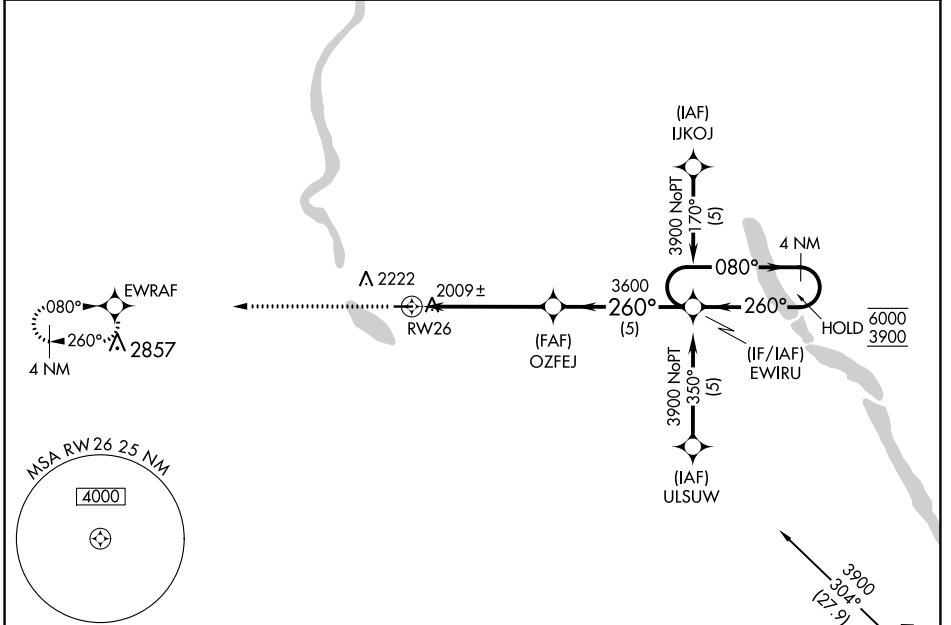 (IAF)
IJKOJ
3900 NoPT
170°
(5)
4 NM
080°
2222
2009±
3600
260°
(5)
260°
HOLD
6000
3900
EWRAF
080°
260°
4 NM
2857
RW26
(FAF)
OZFEJ
(IF/IAF)
EWIRU
3900 NoPT
350°
(5)
(IAF)
ULSUW
MSA RW26 25 NM
4000
3900
304°
(27.9)